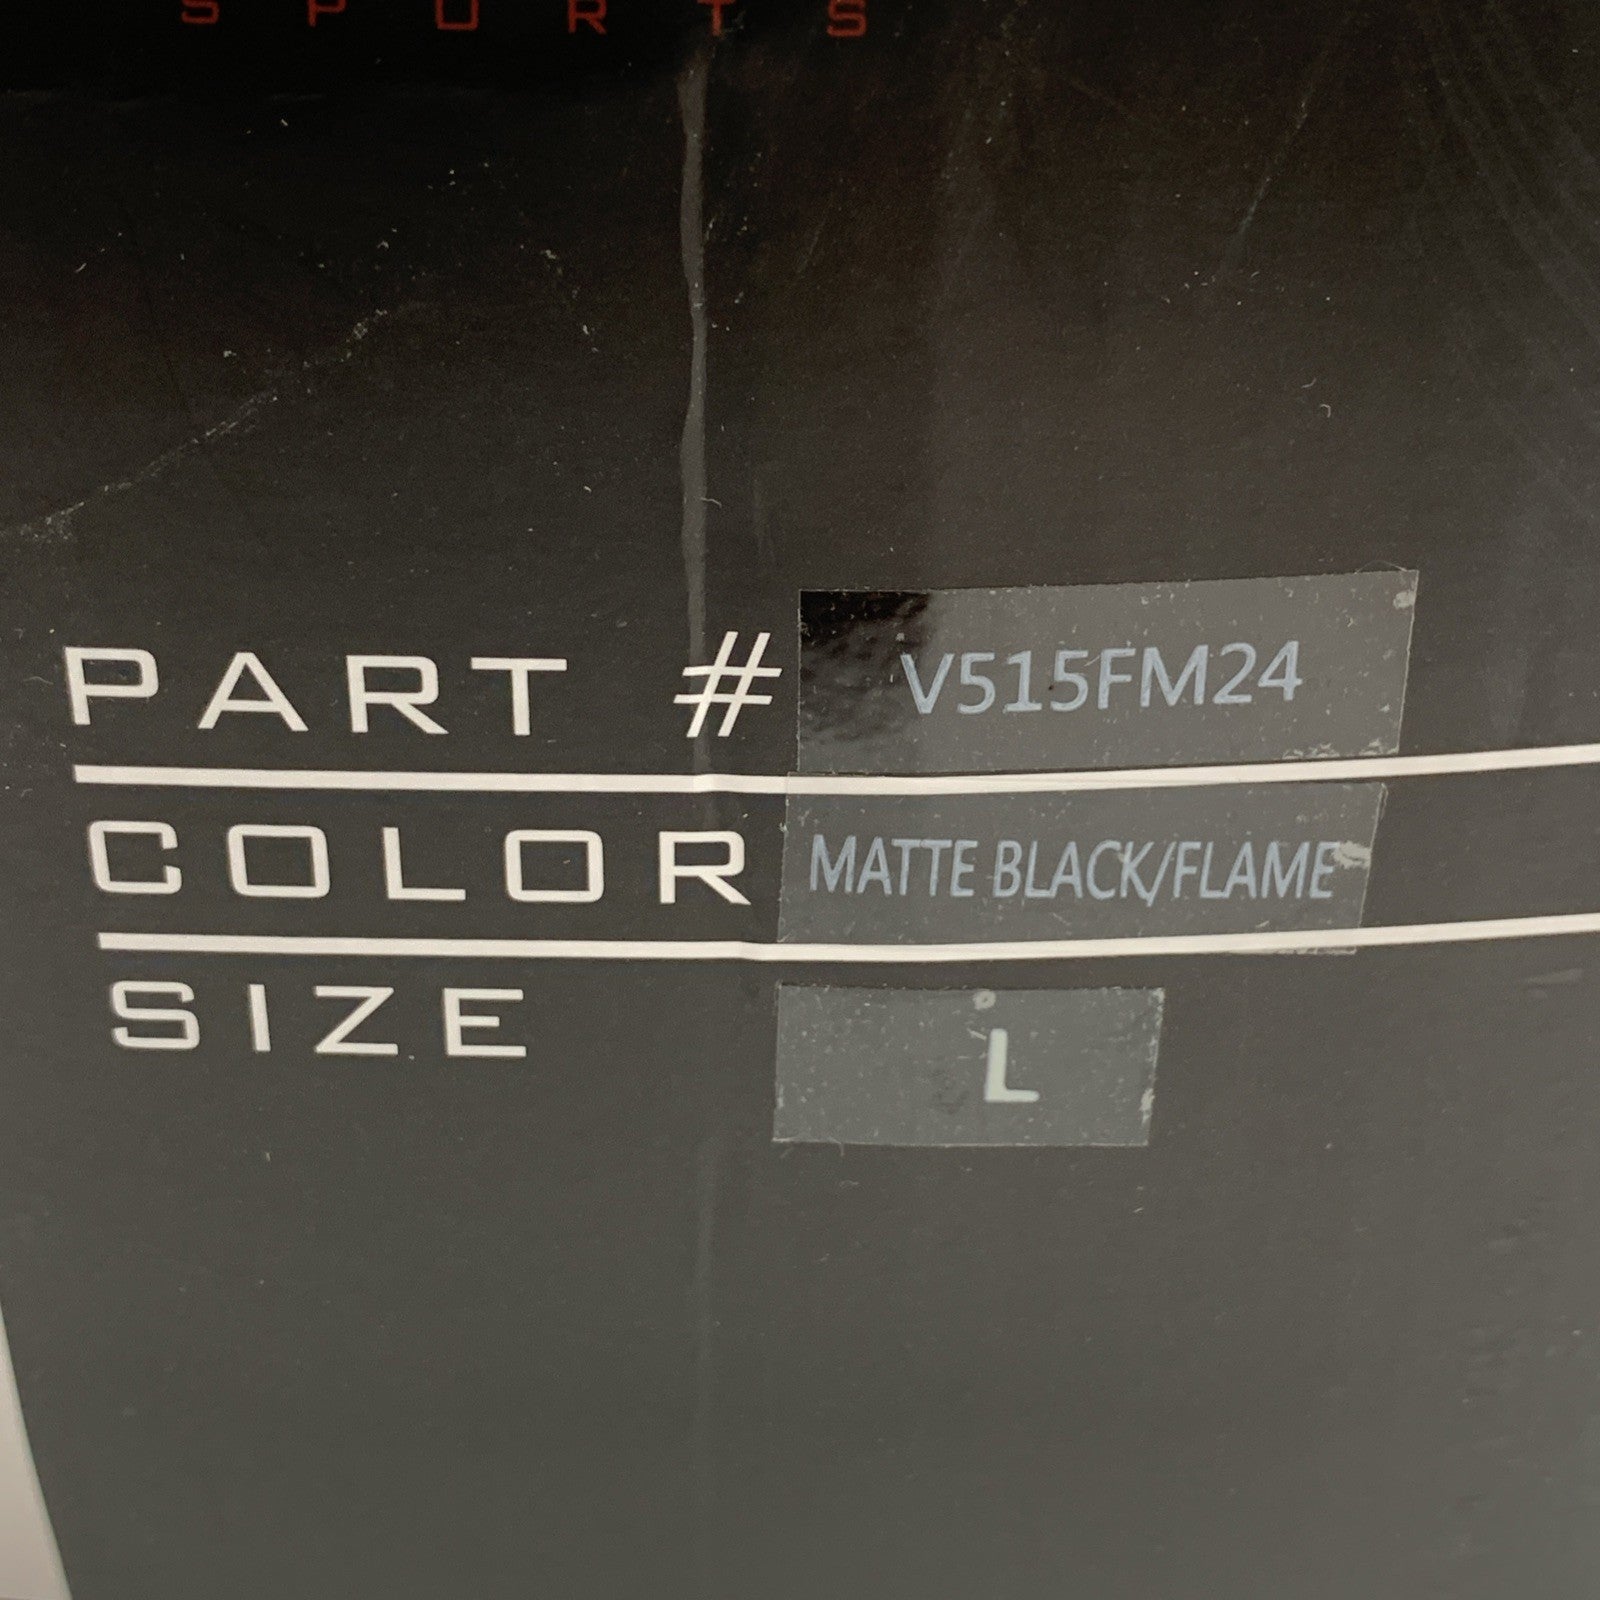 SPORTS
PART # V515FM24
COLOR MATTE BLACK/FLAME
SIZE L